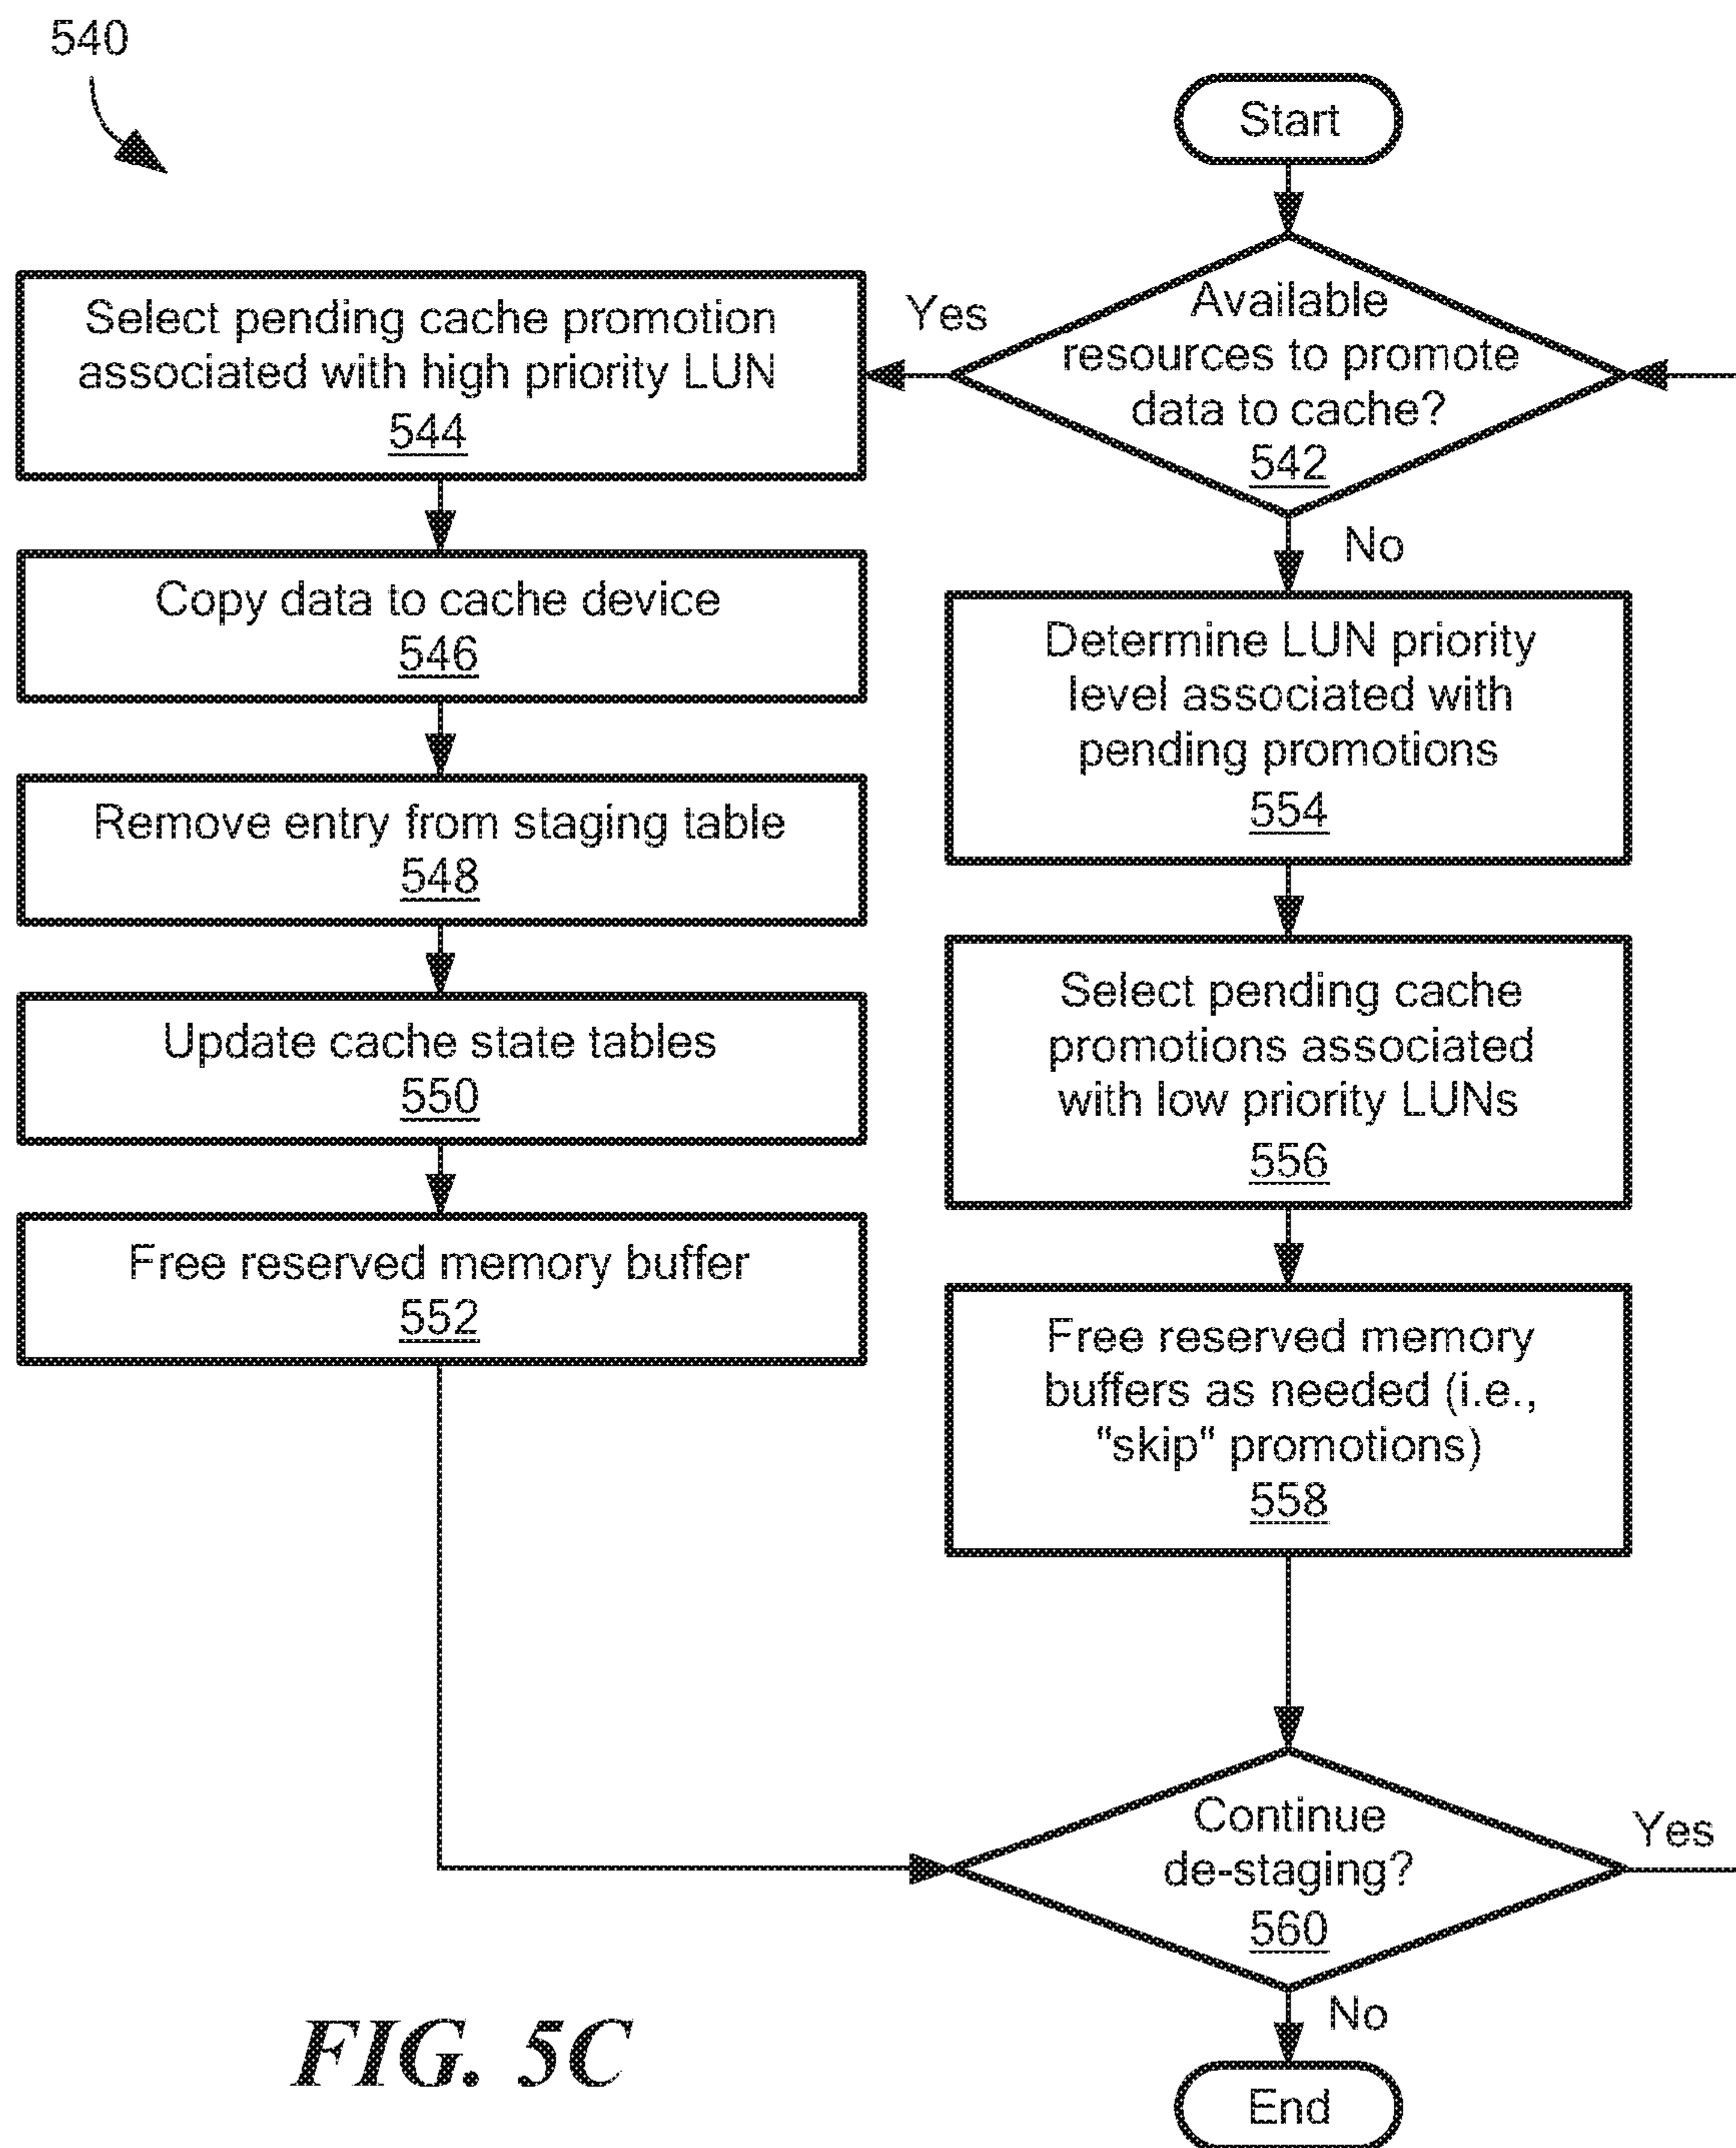 540
Start
Available
resources to promote
data to cache?
542
Yes
No
Select pending cache promotion
associated with high priority LUN
544
Copy data to cache device
546
Remove entry from staging table
548
Update cache state tables
550
Free reserved memory buffer
552
Determine LUN priority
level associated with
pending promotions
554
Select pending cache
promotions associated
with low priority LUNs
556
Free reserved memory
buffers as needed (i.e.,
"skip" promotions)
558
Continue
de-staging?
560
Yes
No
End
FIG. 5C